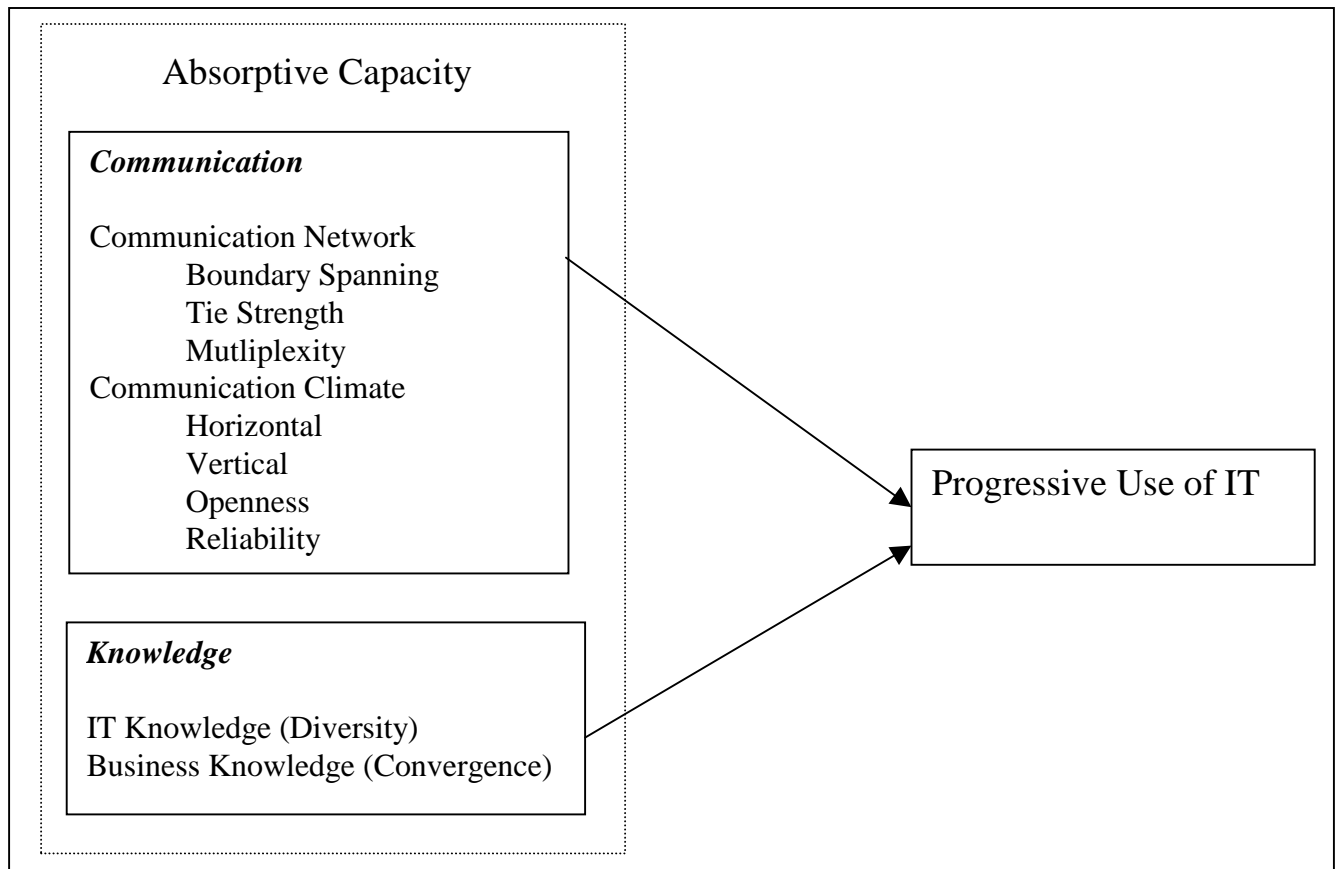 Absorptive Capacity
Communication
Communication Network
Boundary Spanning
Tie Strength
Mutliplexity
Communication Climate
Horizontal
Vertical
Openness
Reliability
Knowledge
IT Knowledge (Diversity)
Business Knowledge (Convergence)
Progressive Use of IT